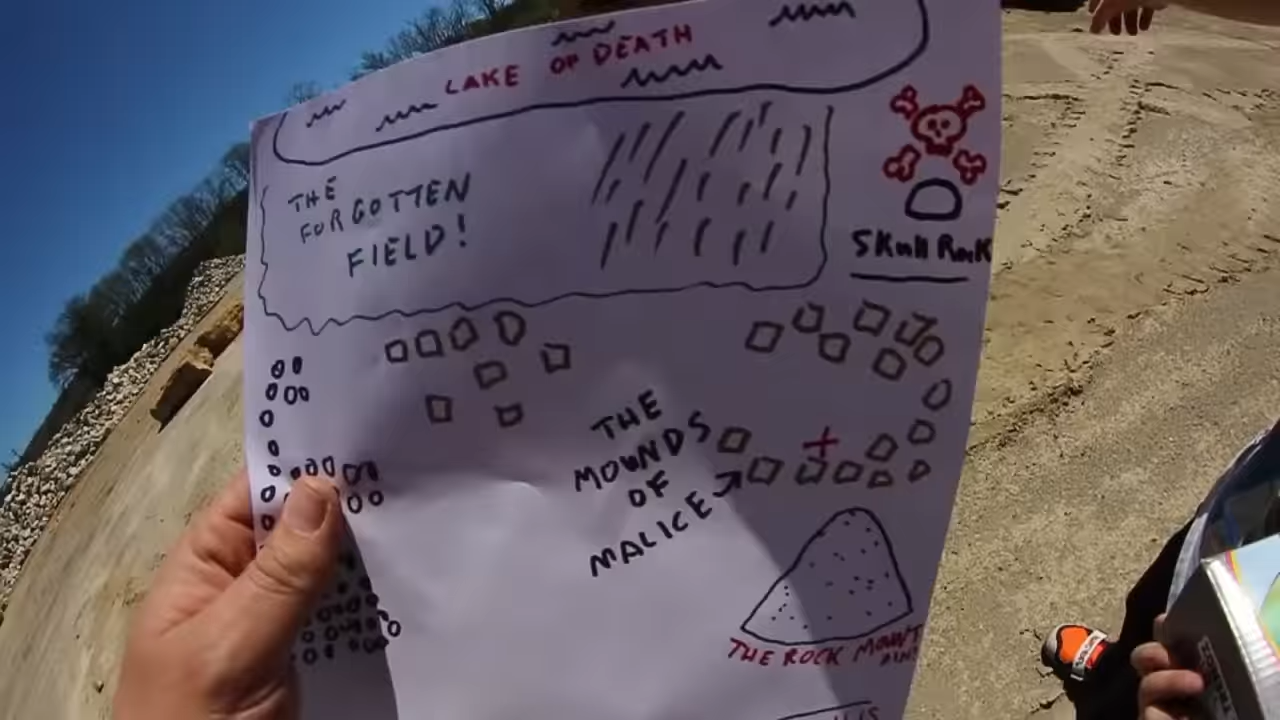 LAKE OF DEATH
THE
FORGOTTEN
FIELD!
Skull Rock
THE
MOUNDS
OF
MALICE
THE ROCK MOUNT